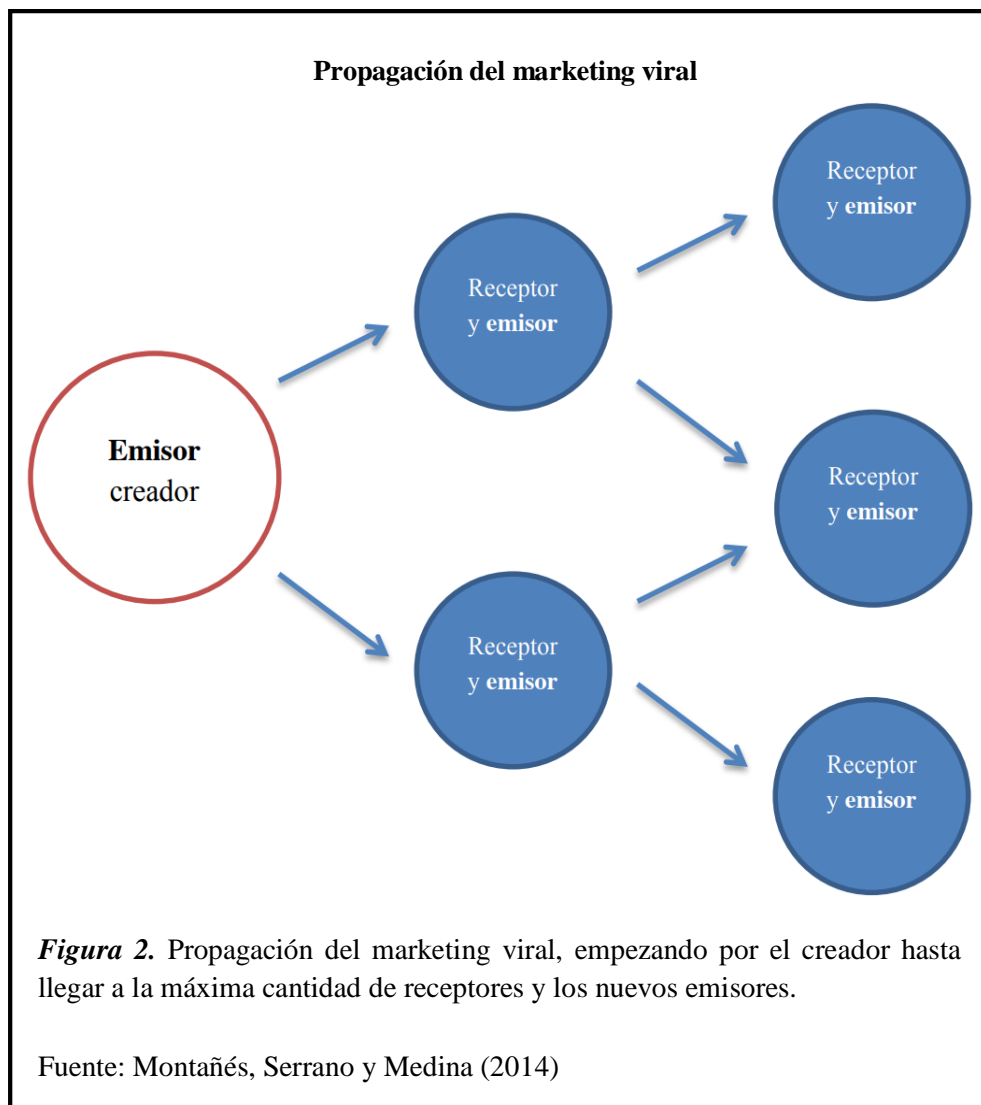 Propagación del marketing viral
Receptor
y emisor
Receptor
y emisor
Emisor
creador
Receptor
y emisor
Receptor
y emisor
Receptor
y emisor
Figura 2. Propagación del marketing viral, empezando por el creador hasta
llegar a la máxima cantidad de receptores y los nuevos emisores.
Fuente: Montañés, Serrano y Medina (2014)